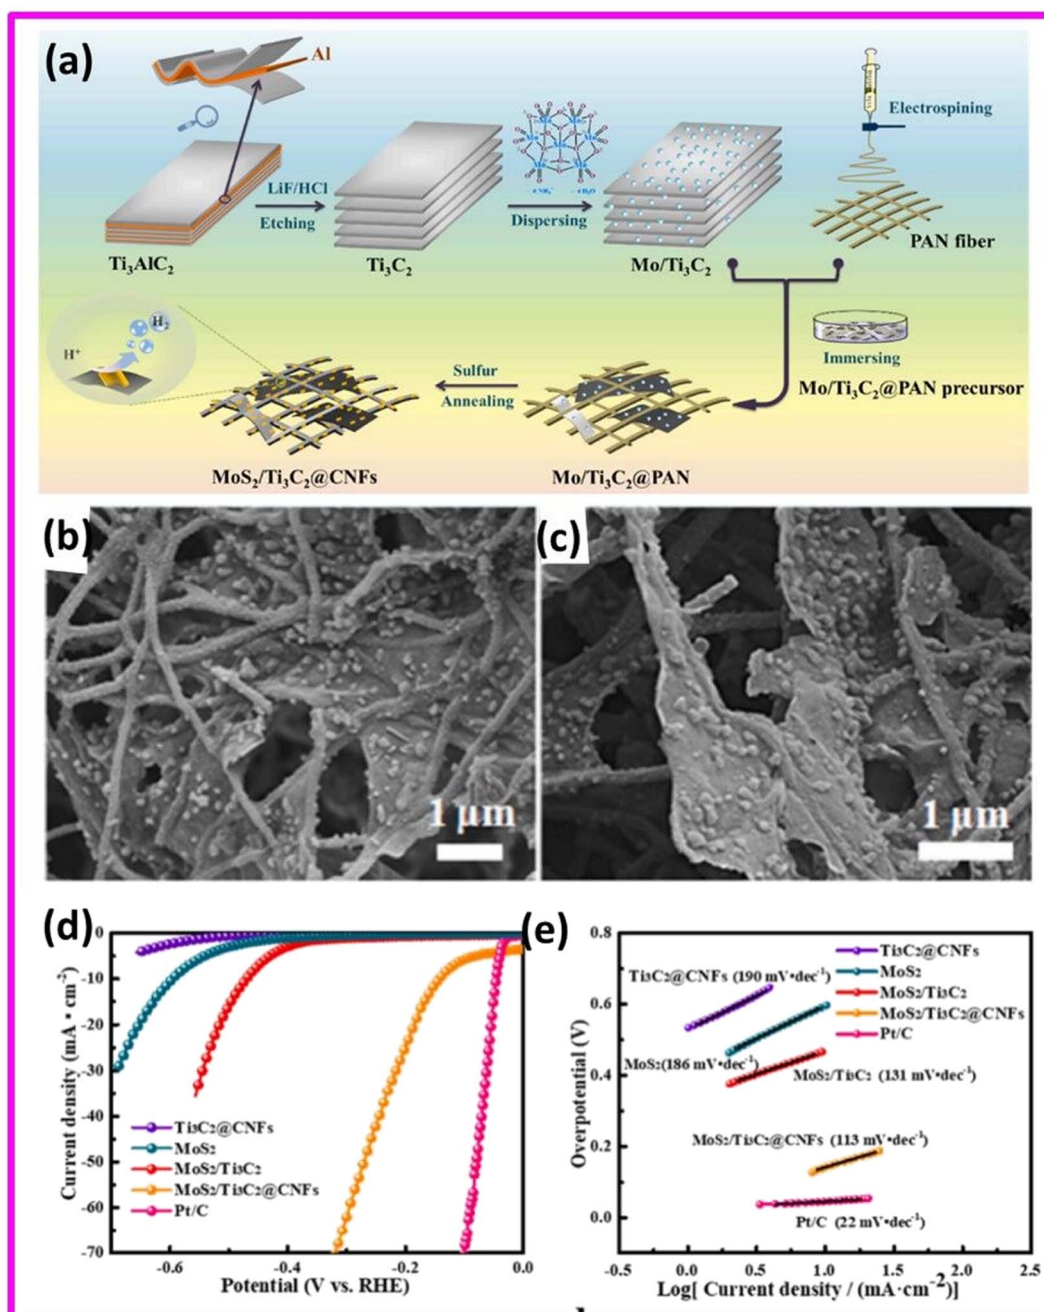 (a)
Al
LiF/HCl
Etching
Dispersing
Electrospining
Ti₃AlC₂
Ti₃C₂
Mo/Ti₃C₂
PAN fiber
H₂
H⁺
Sulfur
Annealing
Immersing
Mo/Ti₃C₂@PAN precursor
MoS₂/Ti₃C₂@CNFs
Mo/Ti₃C₂@PAN
(b)
1 µm
(c)
1 µm
(d)
Current density (mA • cm⁻²)
0
-10
-20
-30
-40
-50
-60
-70
Ti₃C₂@CNFs
MoS₂
MoS₂/Ti₃C₂
MoS₂/Ti₃C₂@CNFs
Pt/C
-0.6
-0.4
-0.2
0.0
Potential (V vs. RHE)
(e)
Overpotential (V)
0.8
0.6
0.4
0.2
0.0
Ti₃C₂@CNFs
MoS₂
MoS₂/Ti₃C₂
MoS₂/Ti₃C₂@CNFs
Pt/C
Ti₃C₂@CNFs (190 mV•dec⁻¹)
MoS₂(186 mV•dec⁻¹)
MoS₂/Ti₃C₂ (131 mV•dec⁻¹)
MoS₂/Ti₃C₂@CNFs (113 mV•dec⁻¹)
Pt/C (22 mV•dec⁻¹)
-0.5
0.0
0.5
1.0
1.5
2.0
2.5
Log[ Current density / (mA·cm⁻²)]